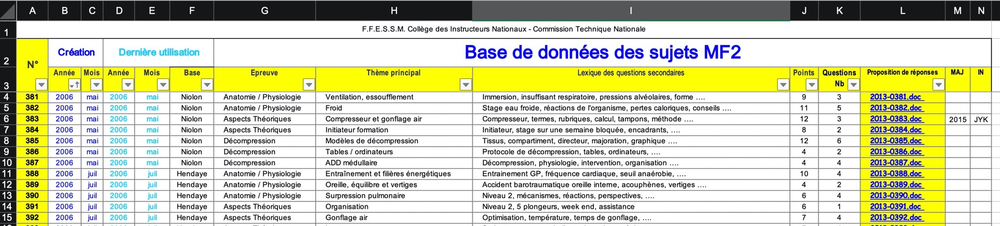 A B C D E F G H I J K L M N
1 F.F.E.S.S.M. Collège des Instructeurs Nationaux - Commission Technique Nationale
2 N° Création Dernière utilisation Base de données des sujets MF2
3 Année Mois Année Mois Base Epreuve Thème principal Lexique des questions secondaires Points Questions Nb Proposition de réponses MAJ IN
4 381 2006 mai 2006 mai Niolon Anatomie / Physiologie Ventilation, essoufflement Immersion, insuffisant respiratoire, pressions alvéolaires, forme .... 9 3 2013-0381.doc
5 382 2006 mai 2006 mai Niolon Anatomie / Physiologie Froid Stage eau froide, réactions de l'organisme, pertes caloriques, conseils .... 11 5 2013-0382.doc
6 383 2006 mai 2006 mai Niolon Aspects Théoriques Compresseur et gonflage air Compresseur, termes, rubriques, calcul, tampons, méthode .... 12 3 2013-0383.doc 2015 JYK
7 384 2006 mai 2006 mai Niolon Aspects Théoriques Initiateur formation Initiateur, stage sur une semaine bloquée, encadrants, .... 8 2 2013-0384.doc
8 385 2006 mai 2006 mai Niolon Décompression Modèles de décompression Tissus, compartiment, directeur, majoration, graphique .... 12 6 2013-0385.doc
9 386 2006 mai 2006 mai Niolon Décompression Tables / ordinateurs Protocole de décompression, tables, ordinateurs, .... 4 2 2013-0386.doc
10 387 2006 mai 2006 mai Niolon Décompression ADD médullaire Décompression, physiologie, intervention, organisation .... 4 4 2013-0387.doc
11 388 2006 juil 2006 juil Hendaye Anatomie / Physiologie Entraînement et filières énergétiques Entrainement GP, fréquence cardiaque, seuil anaérobie, .... 10 4 2013-0388.doc
12 389 2006 juil 2006 juil Hendaye Anatomie / Physiologie Oreille, équilibre et vertiges Accident barotraumatique oreille interne, acouphènes, vertiges .... 4 2 2013-0389.doc
13 390 2006 juil 2006 juil Hendaye Anatomie / Physiologie Surpression pulmonaire Niveau 2, mécanismes, réactions, perspectives, .... 6 4 2013-0390.doc
14 391 2006 juil 2006 juil Hendaye Aspects Théoriques Organisation Niveau 2, 5 plongeurs, week end, assistance 6 1 2013-0391.doc
15 392 2006 juil 2006 juil Hendaye Aspects Théoriques Gonflage air Optimisation, température, temps de gonflage, .... 7 4 2013-0392.doc